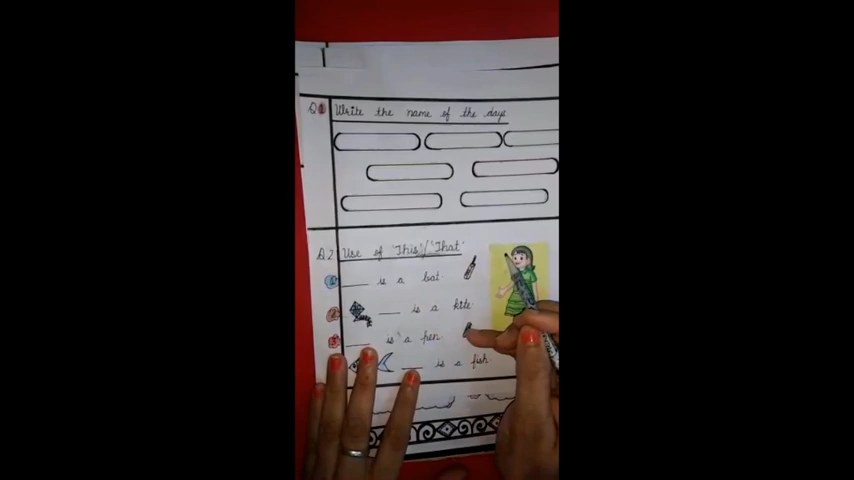 Q1 Write the name of the days
Q2 Use of 'This'/'That'
1 ___ is a bat.
2 ___ is a kite.
3 ___ is a pen.
___ is a fish